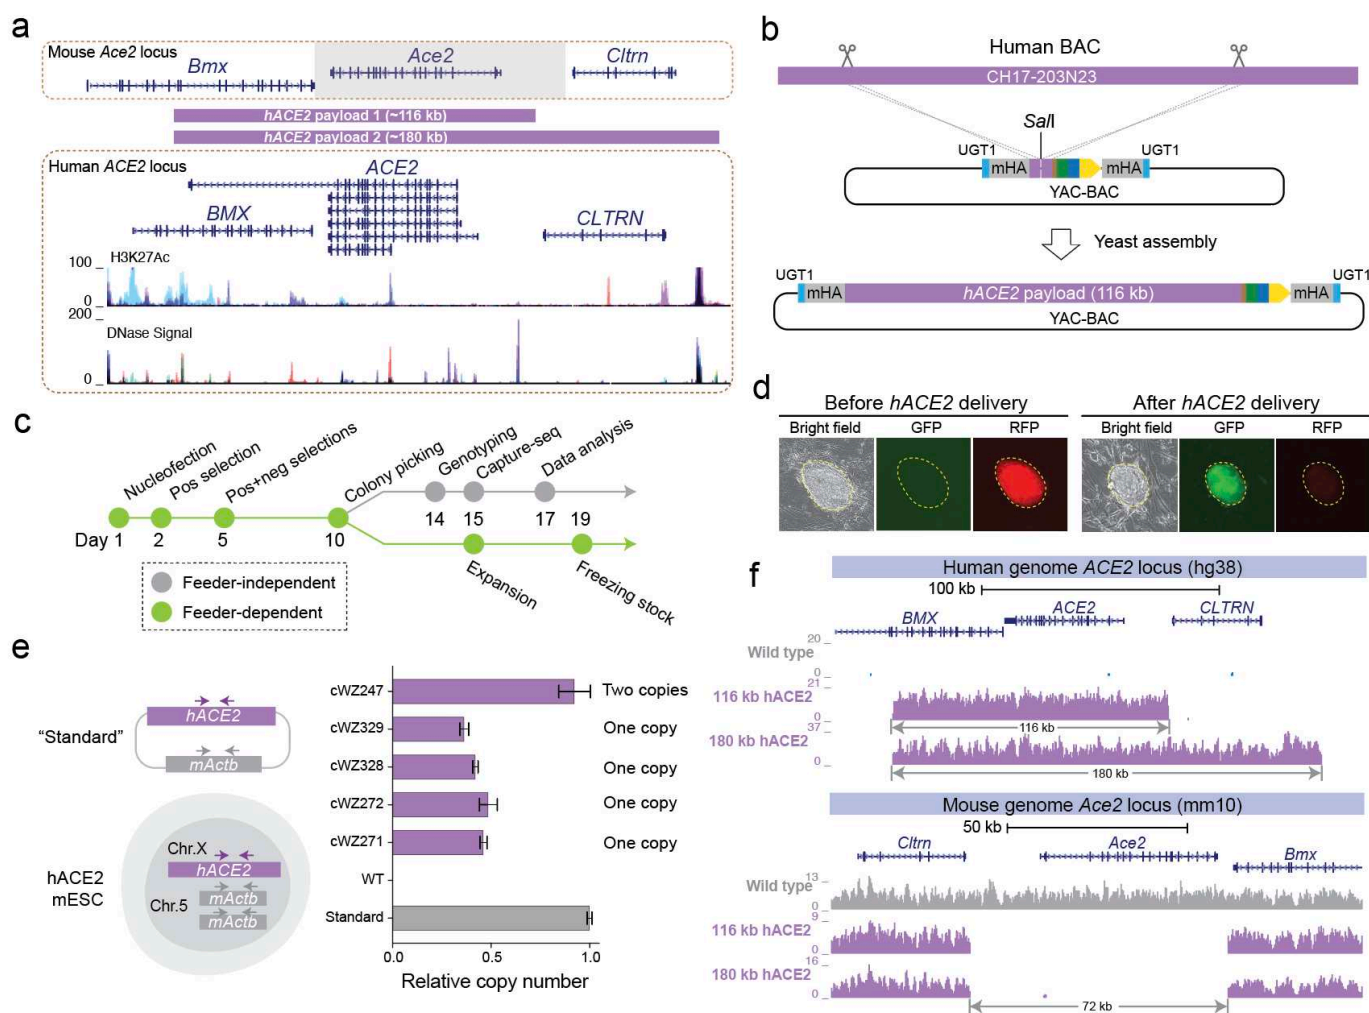 a
Mouse Ace2 locus
Bmx
Ace2
Cltrn
hACE2 payload 1 (~116 kb)
hACE2 payload 2 (~180 kb)
Human ACE2 locus
ACE2
BMX
CLTRN
H3K27Ac
100
0
200
DNase Signal
0
b
Human BAC
CH17-203N23
SalI
UGT1
UGT1
mHA
mHA
YAC-BAC
Yeast assembly
UGT1
UGT1
mHA
hACE2 payload (116 kb)
mHA
YAC-BAC
c
Nucleofection
Pos selection
Pos+neg selections
Colony picking
Genotyping
Capture-seq
Data analysis
Day 1
2
5
10
14
15
17
19
Expansion
Freezing stock
Feeder-independent
Feeder-dependent
d
Before hACE2 delivery
After hACE2 delivery
Bright field
GFP
RFP
Bright field
GFP
RFP
e
"Standard"
hACE2
mActb
hACE2
mESC
Chr.X
hACE2
Chr.5
mActb
mActb
cWZ247
Two copies
cWZ329
One copy
cWZ328
One copy
cWZ272
One copy
cWZ271
One copy
WT
Standard
0.0
0.5
1.0
Relative copy number
f
Human genome ACE2 locus (hg38)
100 kb
BMX
ACE2
CLTRN
20
Wild type
0
21
116 kb hACE2
0
116 kb
37
180 kb hACE2
0
180 kb
Mouse genome Ace2 locus (mm10)
50 kb
Cltrn
Ace2
Bmx
13
Wild type
0
9
116 kb hACE2
0
16
180 kb hACE2
0
72 kb